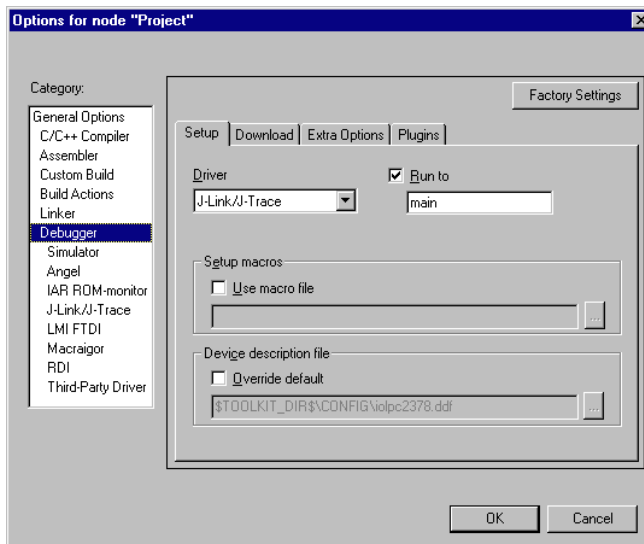 Options for node "Project"
Category:
General Options
C/C++ Compiler
Assembler
Custom Build
Build Actions
Linker
Debugger
Simulator
Angel
IAR ROM-monitor
J-Link/J-Trace
LMI FTDI
Macraigor
RDI
Third-Party Driver
Factory Settings
Setup Download Extra Options Plugins
Driver Run to
J-Link/J-Trace main
Setup macros
Use macro file
...
Device description file
Override default
$TOOLKIT_DIR$\CONFIG\iolpc2378.ddf ...
OK Cancel